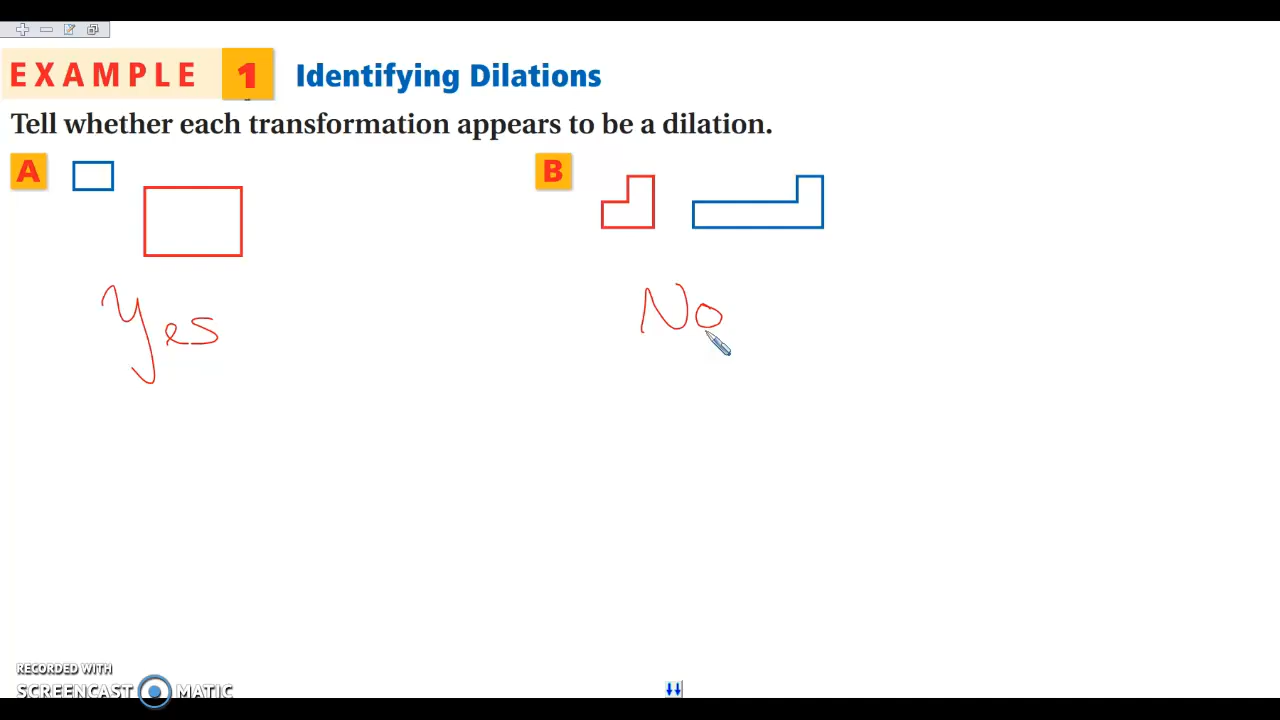 EXAMPLE 1 Identifying Dilations
Tell whether each transformation appears to be a dilation.
A B
Yes No
RECORDED WITH
SCREENCAST MATIC